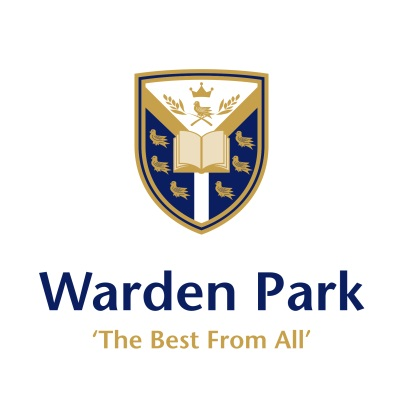 Warden Park
‘The Best From All’